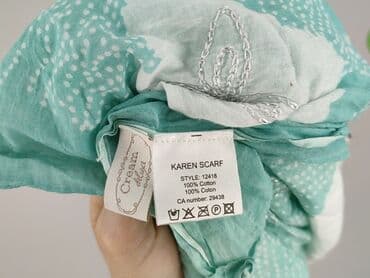 Cream
KAREN SCARF
STYLE: 12418
100% Cotton
100% Coton
CA number: 29438